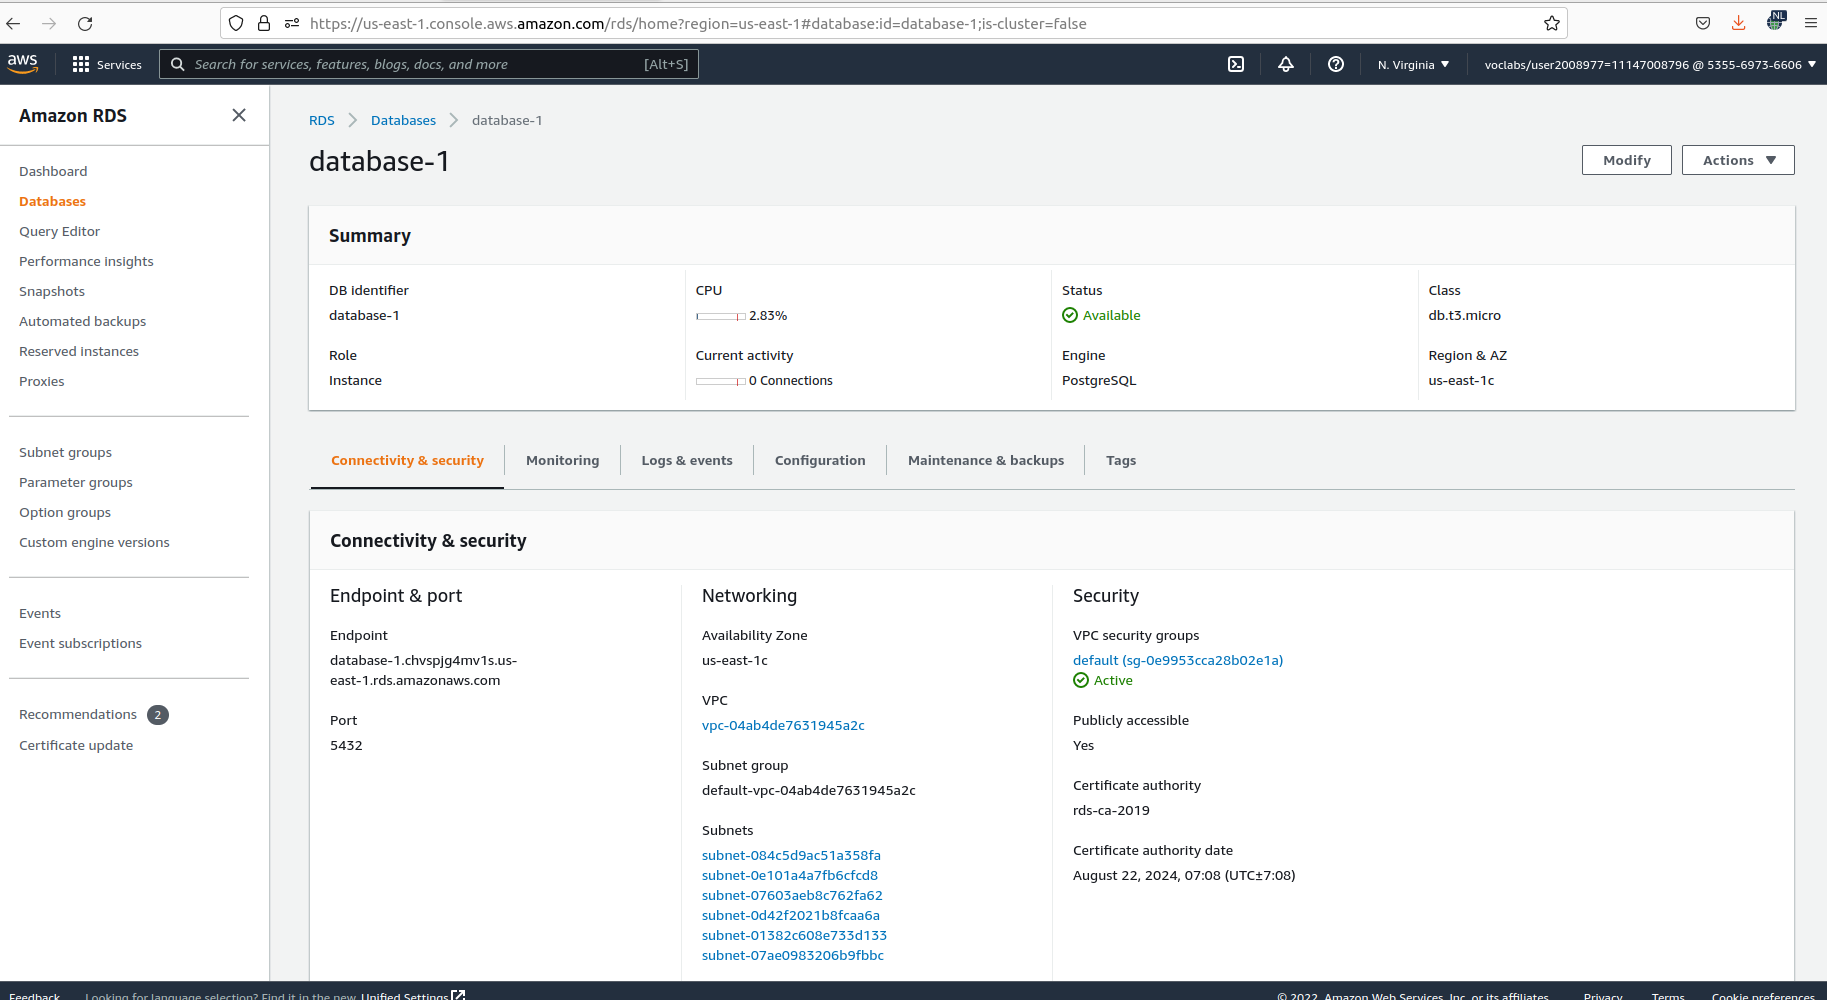 https://us-east-1.console.aws.amazon.com/rds/home?region=us-east-1#database:id=database-1;is-cluster=false
NL
aws
Services
Search for services, features, blogs, docs, and more
[Alt+S]
N. Virginia
voclabs/user2008977=11147008796 @ 5355-6973-6606
Amazon RDS
Dashboard
Databases
Query Editor
Performance insights
Snapshots
Automated backups
Reserved instances
Proxies
Subnet groups
Parameter groups
Option groups
Custom engine versions
Events
Event subscriptions
Recommendations 2
Certificate update
RDS
Databases
database-1
database-1
Modify
Actions
Summary
DB identifier
database-1
Role
Instance
CPU
2.83%
Current activity
0 Connections
Status
Available
Engine
PostgreSQL
Class
db.t3.micro
Region & AZ
us-east-1c
Connectivity & security
Monitoring
Logs & events
Configuration
Maintenance & backups
Tags
Connectivity & security
Endpoint & port
Endpoint
database-1.chvspjg4mv1s.us-
east-1.rds.amazonaws.com
Port
5432
Networking
Availability Zone
us-east-1c
VPC
vpc-04ab4de7631945a2c
Subnet group
default-vpc-04ab4de7631945a2c
Subnets
subnet-084c5d9ac51a358fa
subnet-0e101a4a7fb6cfcd8
subnet-07603aeb8c762fa62
subnet-0d42f2021b8fcaa6a
subnet-01382c608e733d133
subnet-07ae0983206b9fbbc
Security
VPC security groups
default (sg-0e9953cca28b02e1a)
Active
Publicly accessible
Yes
Certificate authority
rds-ca-2019
Certificate authority date
August 22, 2024, 07:08 (UTC±7:08)
Feedback
Looking for language selection? Find it in the new Unified Settings
© 2022, Amazon Web Services, Inc. or its affiliates.
Privacy
Terms
Cookie preferences